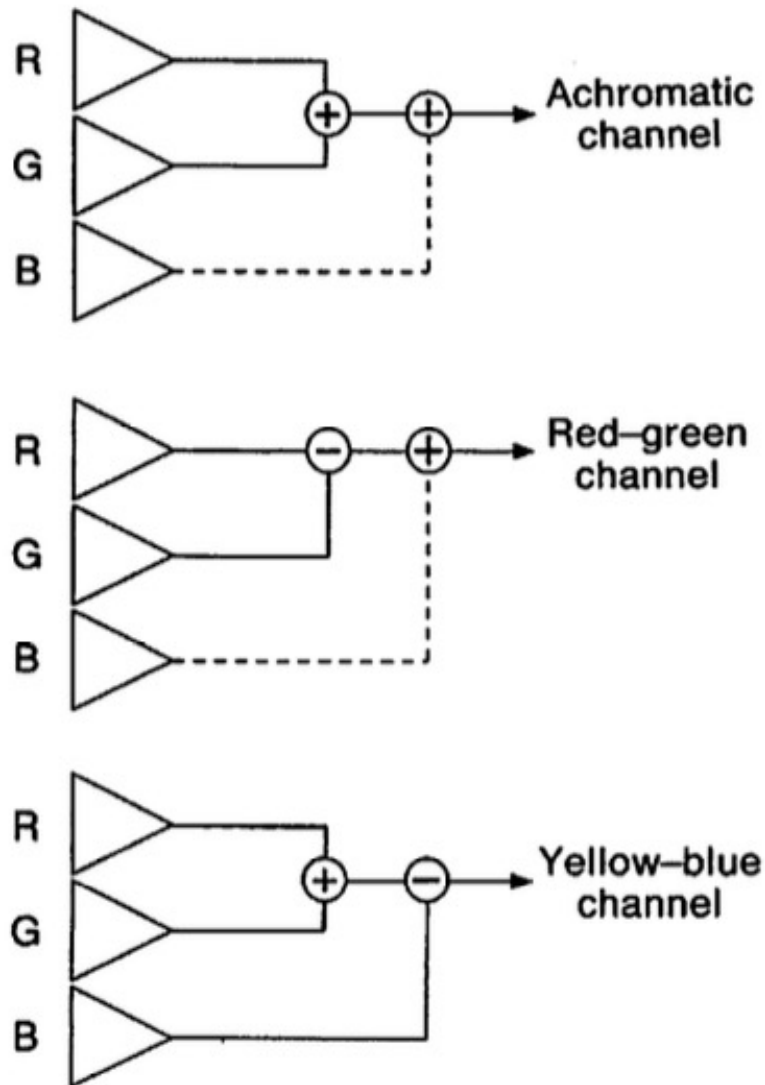 R
+
+
Achromatic
channel
G
B
R
−
+
Red–green
channel
G
B
R
+
−
Yellow–blue
channel
G
B